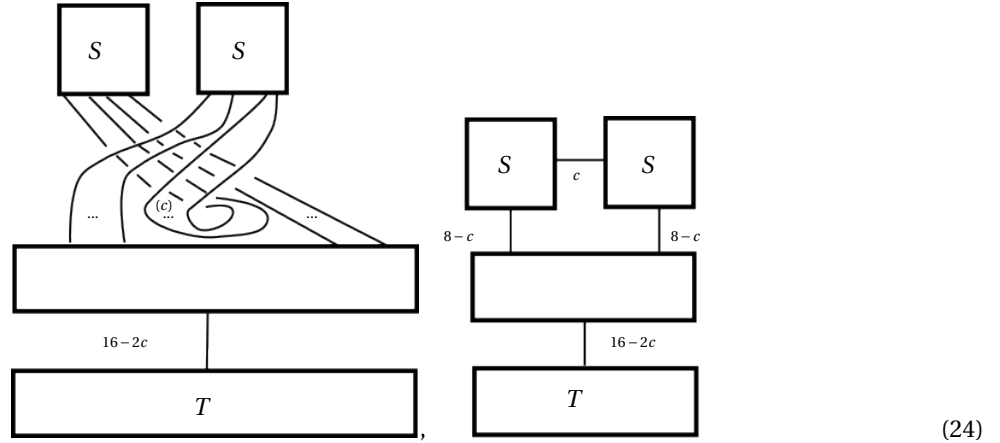 S S
S S
c
(c)
... ... ...
8 − c 8 − c
16 − 2c 16 − 2c
T , T
(24)